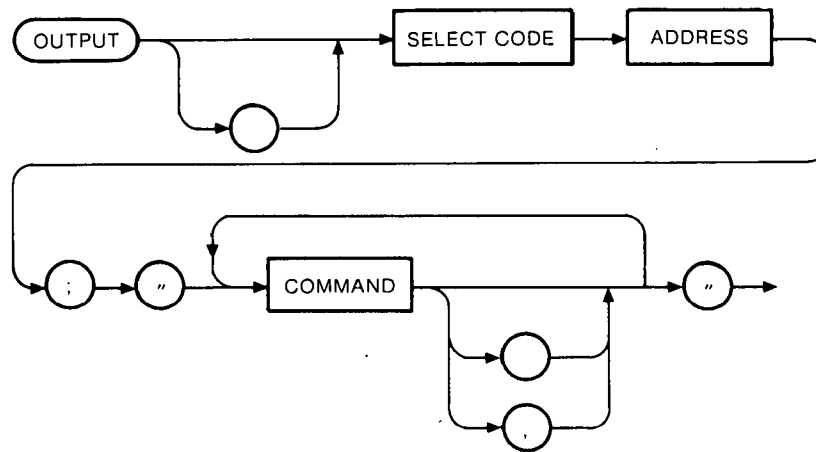 OUTPUT SELECT CODE ADDRESS
; " COMMAND "
,